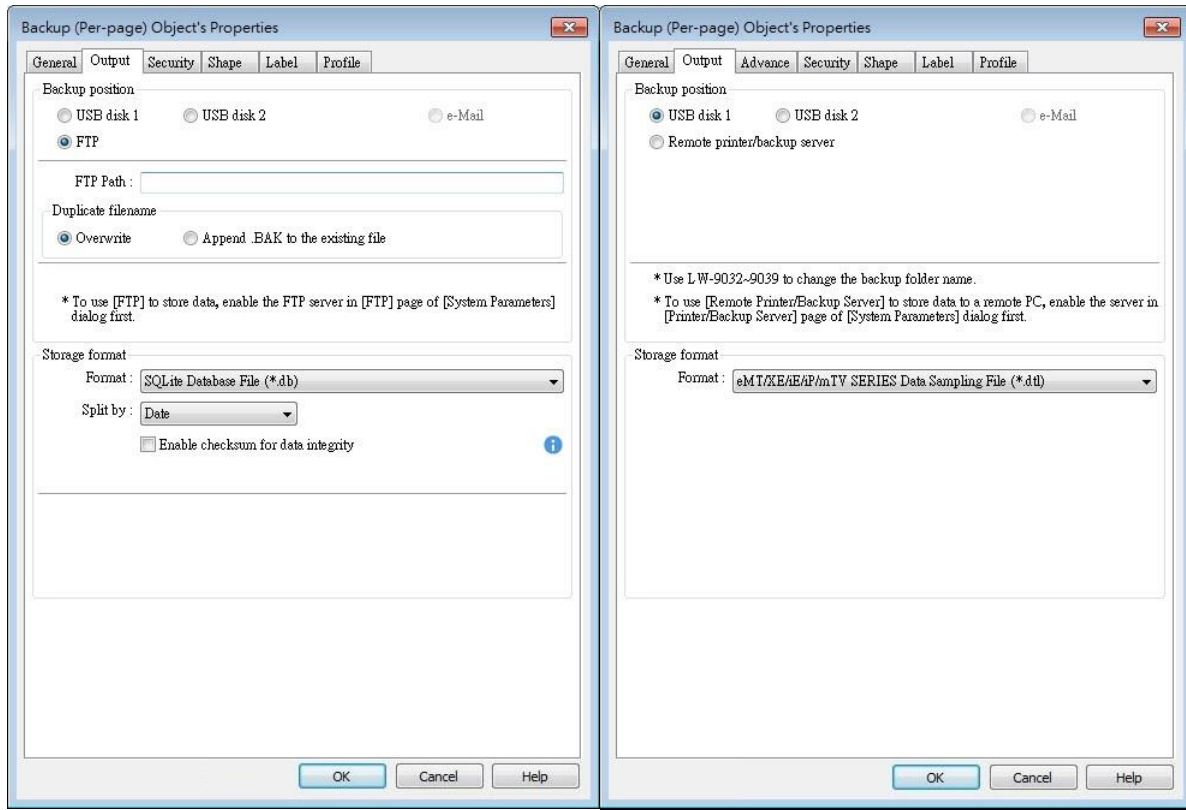 Backup (Per-page) Object's Properties
General Output Security Shape Label Profile
Backup position
USB disk 1 USB disk 2 e-Mail
FTP
FTP Path :
Duplicate filename
Overwrite Append .BAK to the existing file
* To use [FTP] to store data, enable the FTP server in [FTP] page of [System Parameters]
dialog first.
Storage format
Format : SQLite Database File (*.db)
Split by : Date
Enable checksum for data integrity
OK Cancel Help
Backup (Per-page) Object's Properties
General Output Advance Security Shape Label Profile
Backup position
USB disk 1 USB disk 2 e-Mail
Remote printer/backup server
* Use LW-9032~9039 to change the backup folder name.
* To use [Remote Printer/Backup Server] to store data to a remote PC, enable the server in
[Printer/Backup Server] page of [System Parameters] dialog first.
Storage format
Format : eMT/XE/iE/iP/mTV SERIES Data Sampling File (*.dtl)
OK Cancel Help